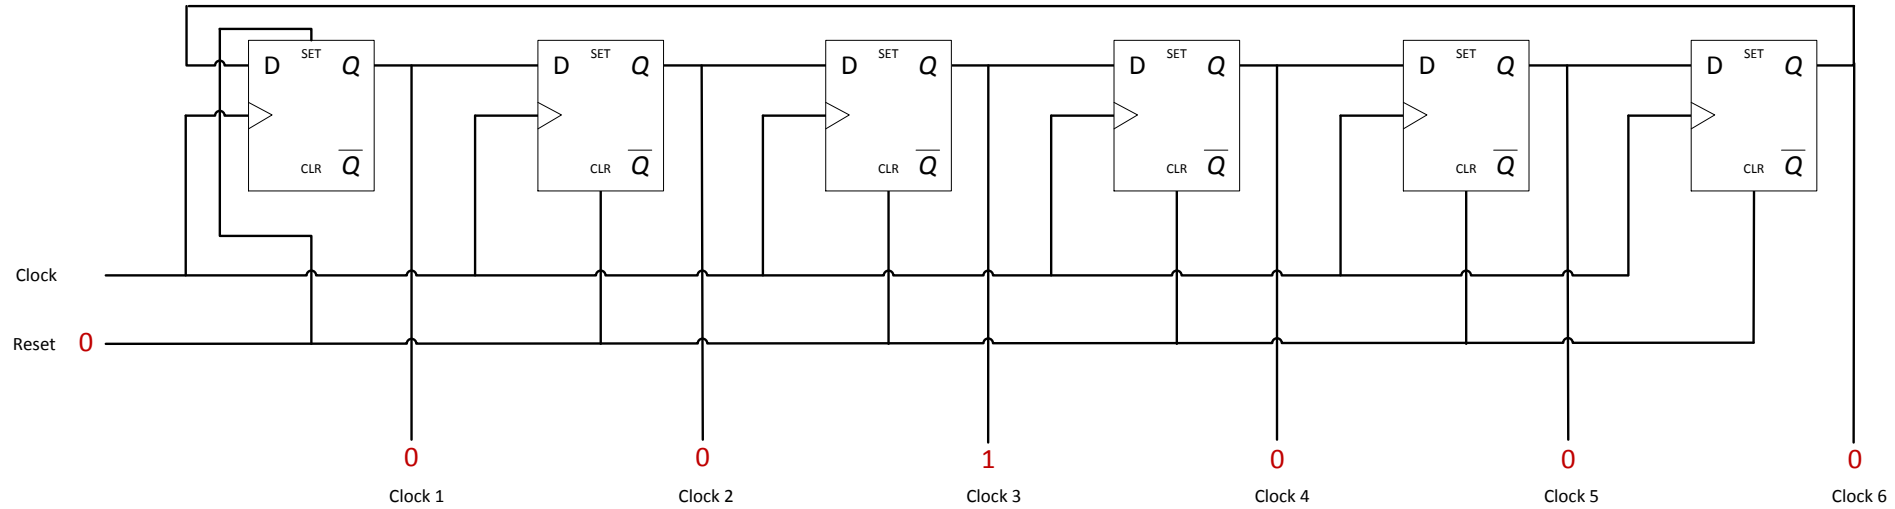 SET SET SET SET SET SET
D Q D Q D Q D Q D Q D Q
CLR Q CLR Q CLR Q CLR Q CLR Q CLR Q
Clock
Reset 0
0 0 1 0 0 0
Clock 1 Clock 2 Clock 3 Clock 4 Clock 5 Clock 6